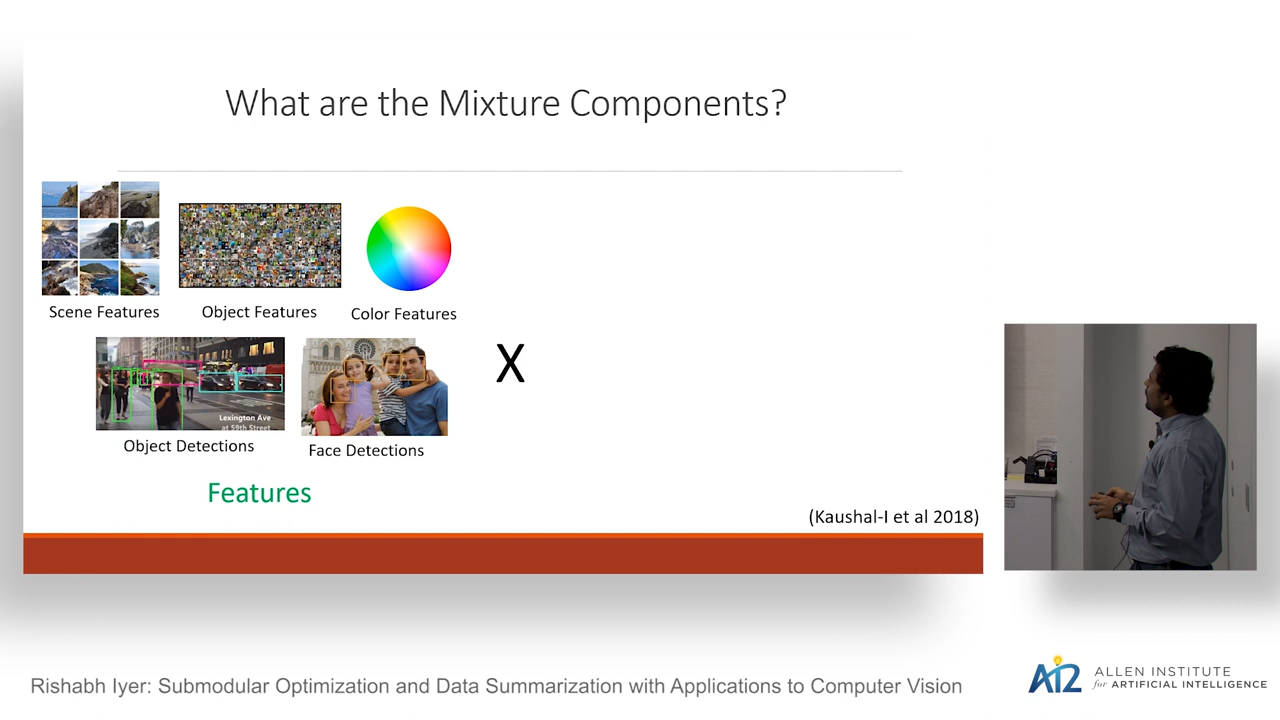 What are the Mixture Components?
Scene Features
Object Features
Color Features
Lexington Ave
at 59th Street
Object Detections
Face Detections
X
Features
(Kaushal-I et al 2018)
Rishabh Iyer: Submodular Optimization and Data Summarization with Applications to Computer Vision
AI2
ALLEN INSTITUTE
for ARTIFICIAL INTELLIGENCE